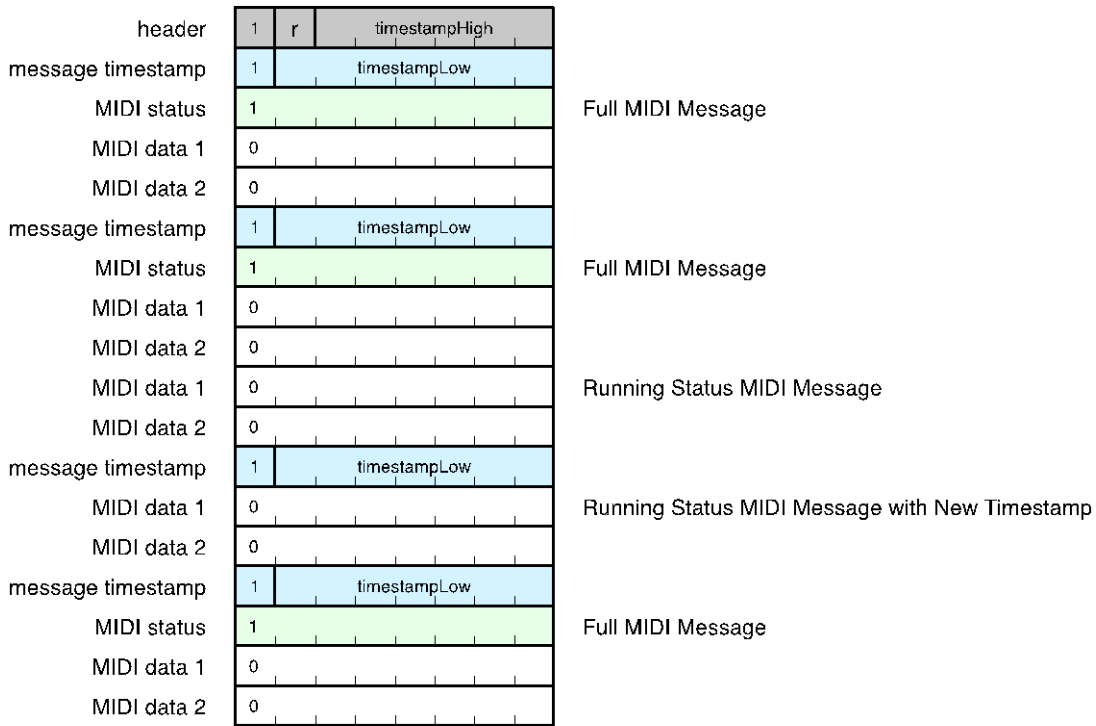 header 1 r timestampHigh
message timestamp 1 timestampLow
MIDI status 1 Full MIDI Message
MIDI data 1 0
MIDI data 2 0
message timestamp 1 timestampLow
MIDI status 1 Full MIDI Message
MIDI data 1 0
MIDI data 2 0
MIDI data 1 0 Running Status MIDI Message
MIDI data 2 0
message timestamp 1 timestampLow
MIDI data 1 0 Running Status MIDI Message with New Timestamp
MIDI data 2 0
message timestamp 1 timestampLow
MIDI status 1 Full MIDI Message
MIDI data 1 0
MIDI data 2 0